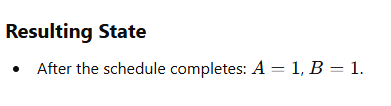 Resulting State
• After the schedule completes: A = 1, B = 1.